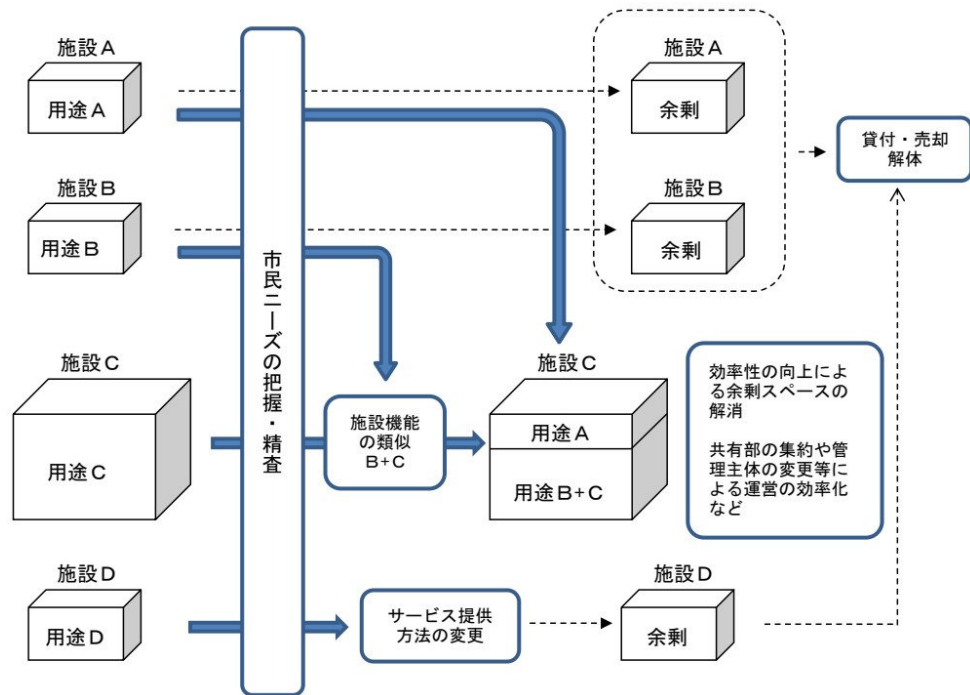 施設A
用途A
施設B
用途B
施設C
用途C
施設D
用途D
市民ニーズの把握・精査
施設機能
の類似
B+C
サービス提供
方法の変更
施設A
余剰
施設B
余剰
施設C
用途A
用途B+C
施設D
余剰
貸付・売却
解体
効率性の向上によ
る余剰スペースの
解消
共有部の集約や管
理主体の変更等に
よる運営の効率化
など